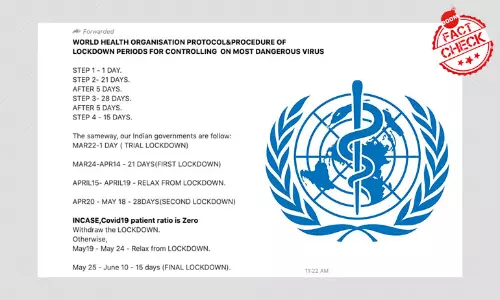 Forwarded
WORLD HEALTH ORGANISATION PROTOCOL&PROCEDURE OF
LOCKDOWN PERIODS FOR CONTROLLING ON MOST DANGEROUS VIRUS
STEP 1 - 1 DAY.
STEP 2- 21 DAYS.
AFTER 5 DAYS.
STEP 3- 28 DAYS.
AFTER 5 DAYS.
STEP 4 - 15 DAYS.
The sameway, our Indian governments are follow:
MAR22-1 DAY ( TRIAL LOCKDOWN)
MAR24-APR14 - 21 DAYS(FIRST LOCKDOWN)
APRIL15- APRIL19 - RELAX FROM LOCKDOWN.
APR20 - MAY 18 - 28DAYS(SECOND LOCKDOWN)
INCASE,Covid19 patient ratio is Zero
Withdraw the LOCKDOWN.
Otherwise,
May19 - May 24 - Relax from LOCKDOWN.
May 25 - June 10 - 15 days (FINAL LOCKDOWN).
11:22 AM
BOOM
FACT
CHECK